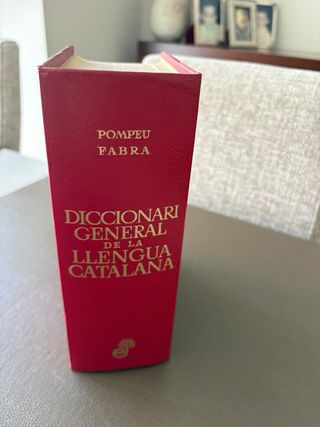 POMPEU
FABRA
DICCIONARI
GENERAL
DE LA
LLENGUA
CATALANA